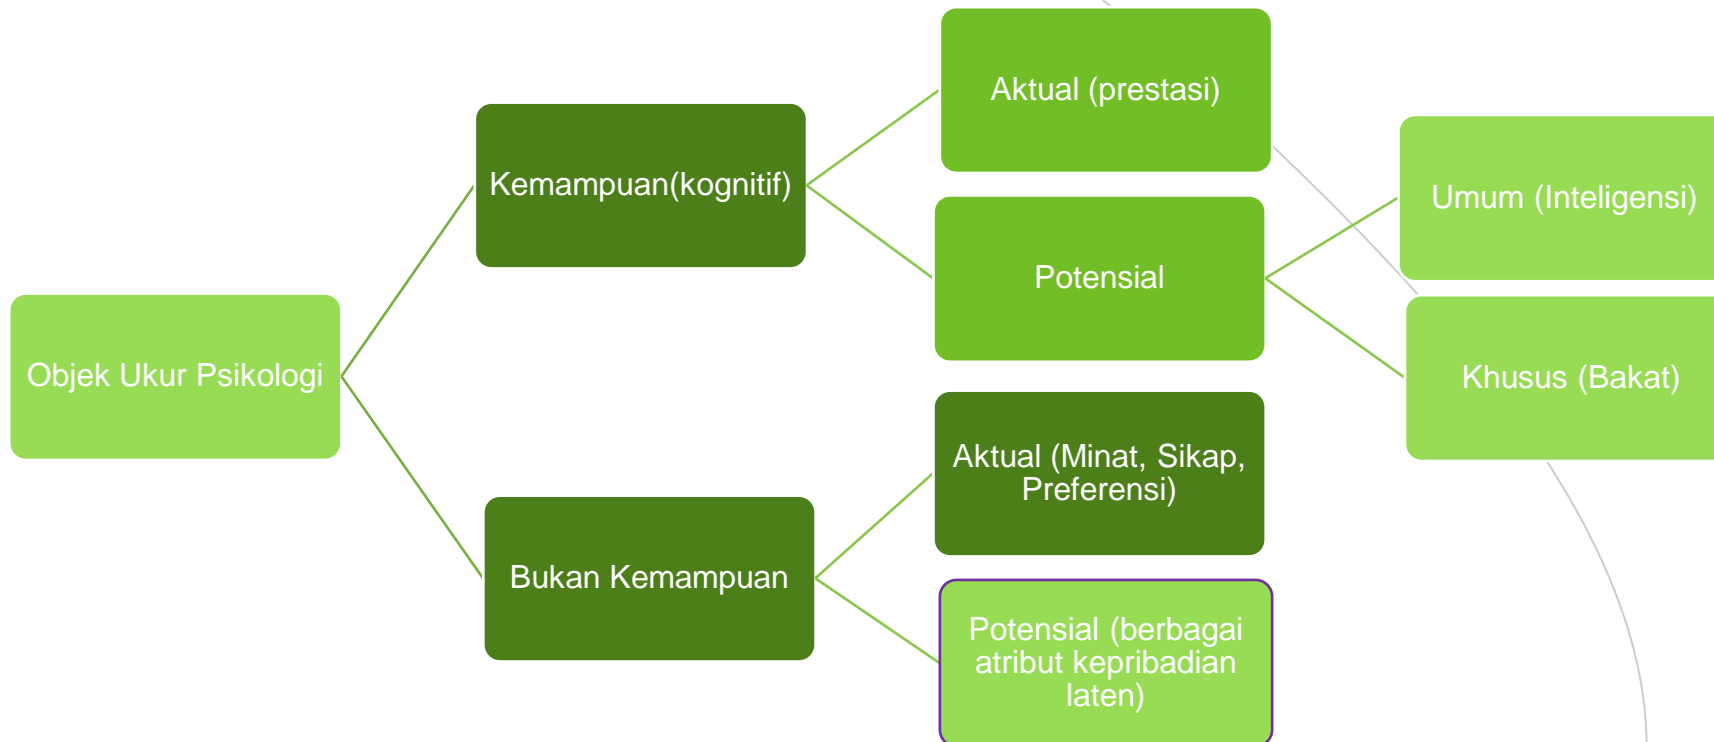 Objek Ukur Psikologi
Kemampuan(kognitif)
Aktual (prestasi)
Potensial
Umum (Inteligensi)
Khusus (Bakat)
Bukan Kemampuan
Aktual (Minat, Sikap,
Preferensi)
Potensial (berbagai
atribut kepribadian
laten)